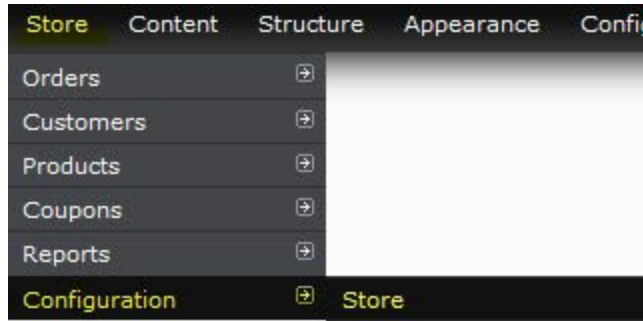 Store Content Structure Appearance
Orders
Customers
Products
Coupons
Reports
Configuration Store